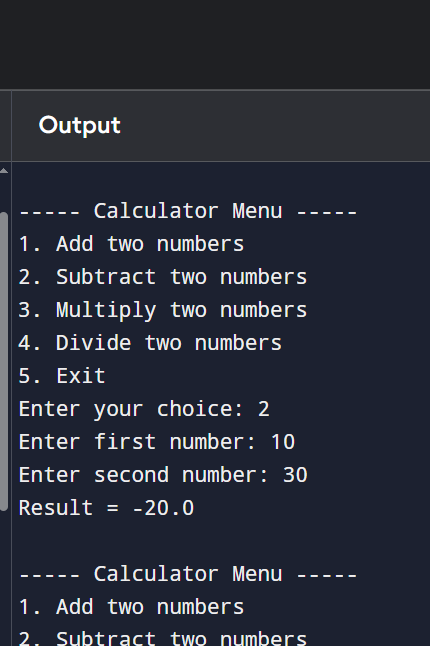 Output
----- Calculator Menu -----
1. Add two numbers
2. Subtract two numbers
3. Multiply two numbers
4. Divide two numbers
5. Exit
Enter your choice: 2
Enter first number: 10
Enter second number: 30
Result = -20.0
----- Calculator Menu -----
1. Add two numbers
2. Subtract two numbers